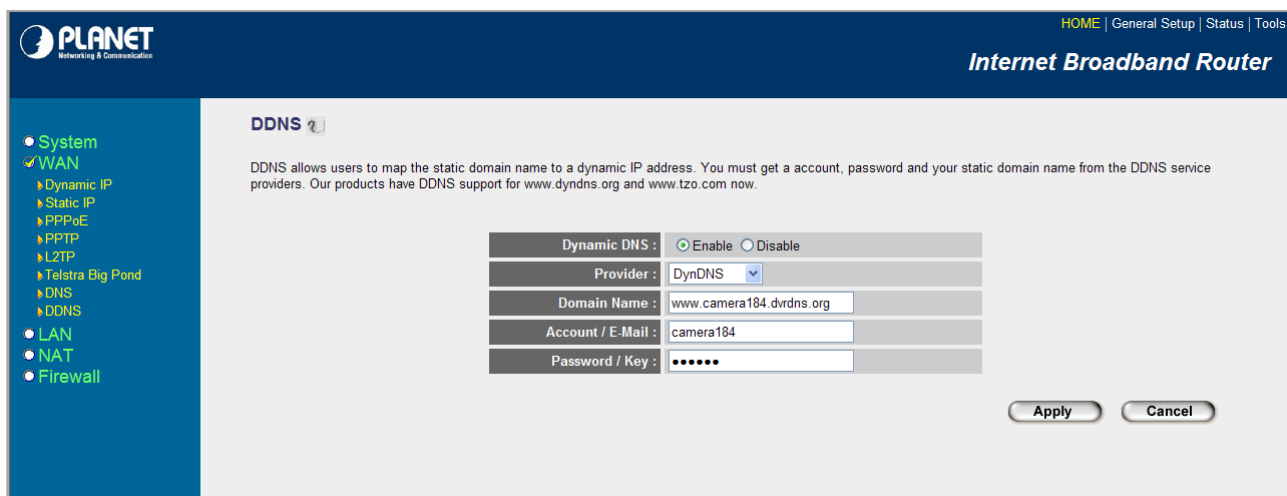 PLANET
Networking & Communication
HOME | General Setup | Status | Tools
Internet Broadband Router
System
WAN
Dynamic IP
Static IP
PPPoE
PPTP
L2TP
Telstra Big Pond
DNS
DDNS
LAN
NAT
Firewall
DDNS
DDNS allows users to map the static domain name to a dynamic IP address. You must get a account, password and your static domain name from the DDNS service
providers. Our products have DDNS support for www.dyndns.org and www.tzo.com now.
Dynamic DNS : Enable Disable
Provider : DynDNS
Domain Name : www.camera184.dvrdns.org
Account / E-Mail : camera184
Password / Key : ●●●●●●
Apply Cancel